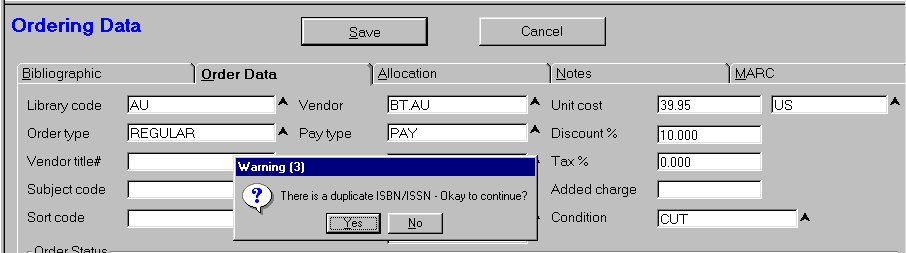 Ordering Data Save Cancel
Bibliographic Order Data Allocation Notes MARC
Library code AU Vendor BT.AU Unit cost 39.95 US
Order type REGULAR Pay type PAY Discount % 10.000
Vendor title# Tax % 0.000
Warning (3)
Subject code There is a duplicate ISBN/ISSN - Okay to continue? Added charge
Sort code Yes No Condition CUT
Order Status